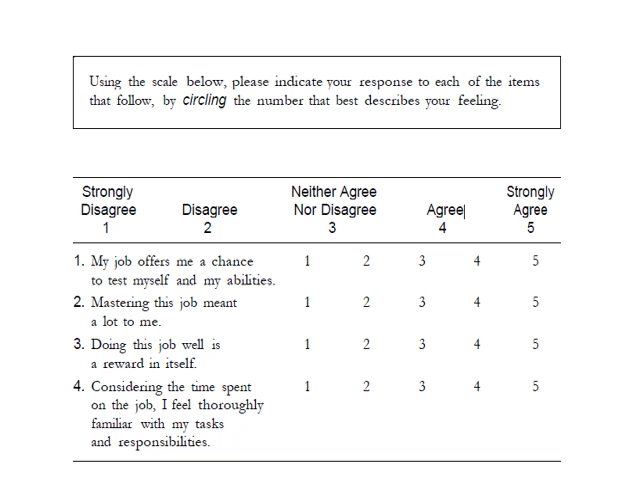 Using the scale below, please indicate your response to each of the items
that follow, by circling the number that best describes your feeling.
Strongly Neither Agree Strongly
Disagree Disagree Nor Disagree Agree Agree
1 2 3 4 5
1. My job offers me a chance 1 2 3 4 5
to test myself and my abilities.
2. Mastering this job meant 1 2 3 4 5
a lot to me.
3. Doing this job well is 1 2 3 4 5
a reward in itself.
4. Considering the time spent 1 2 3 4 5
on the job, I feel thoroughly
familiar with my tasks
and responsibilities.